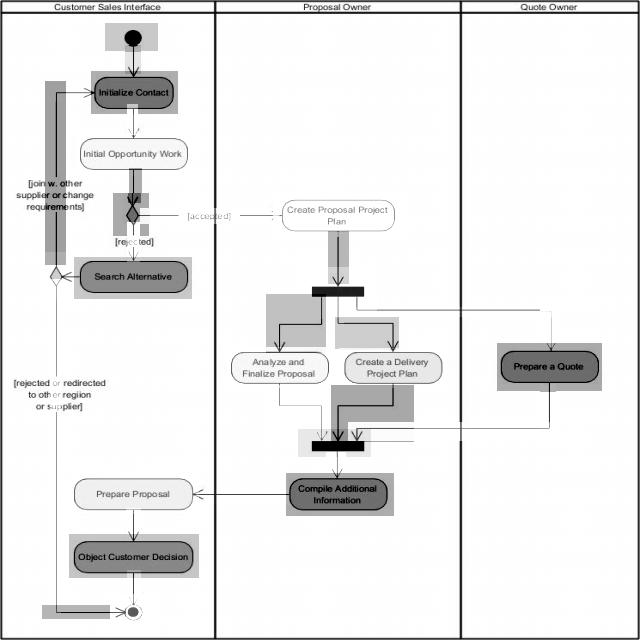 Customer Sales Interface
Proposal Owner
Quote Owner
Initialize Contact
Initial Opportunity Work
[join w. other
supplier or change
requirements]
[accepted]
Create Proposal Project
Plan
[rejected]
Search Alternative
Analyze and
Finalize Proposal
Create a Delivery
Project Plan
Prepare a Quote
[rejected or redirected
to other regiion
or supplier]
Prepare Proposal
Compile Additional
Information
Object Customer Decision